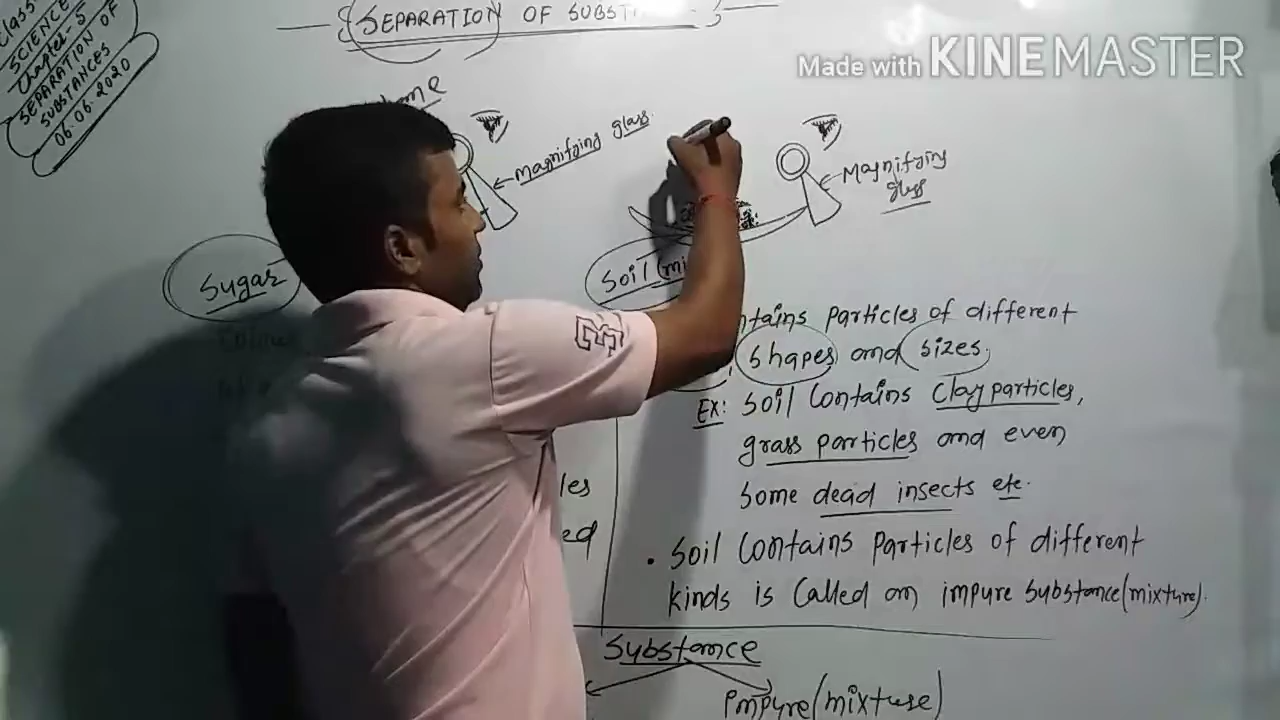 Class
SCIENCE
Chapter-5
SEPARATION OF
SUBSTANCES
06.06.2020
SEPARATION OF SUBST
Made with KINEMASTER
Magnifying glass
Magnifying
glass
Sugar
Soil (mi
ntains particles of different
shapes and sizes,
EX: Soil contains clay particles,
grass particles and even
Some dead insects etc.
les
ed
• Soil contains particles of different
kinds is called an impure substance(mixture).
Substance
Impure(mixture)